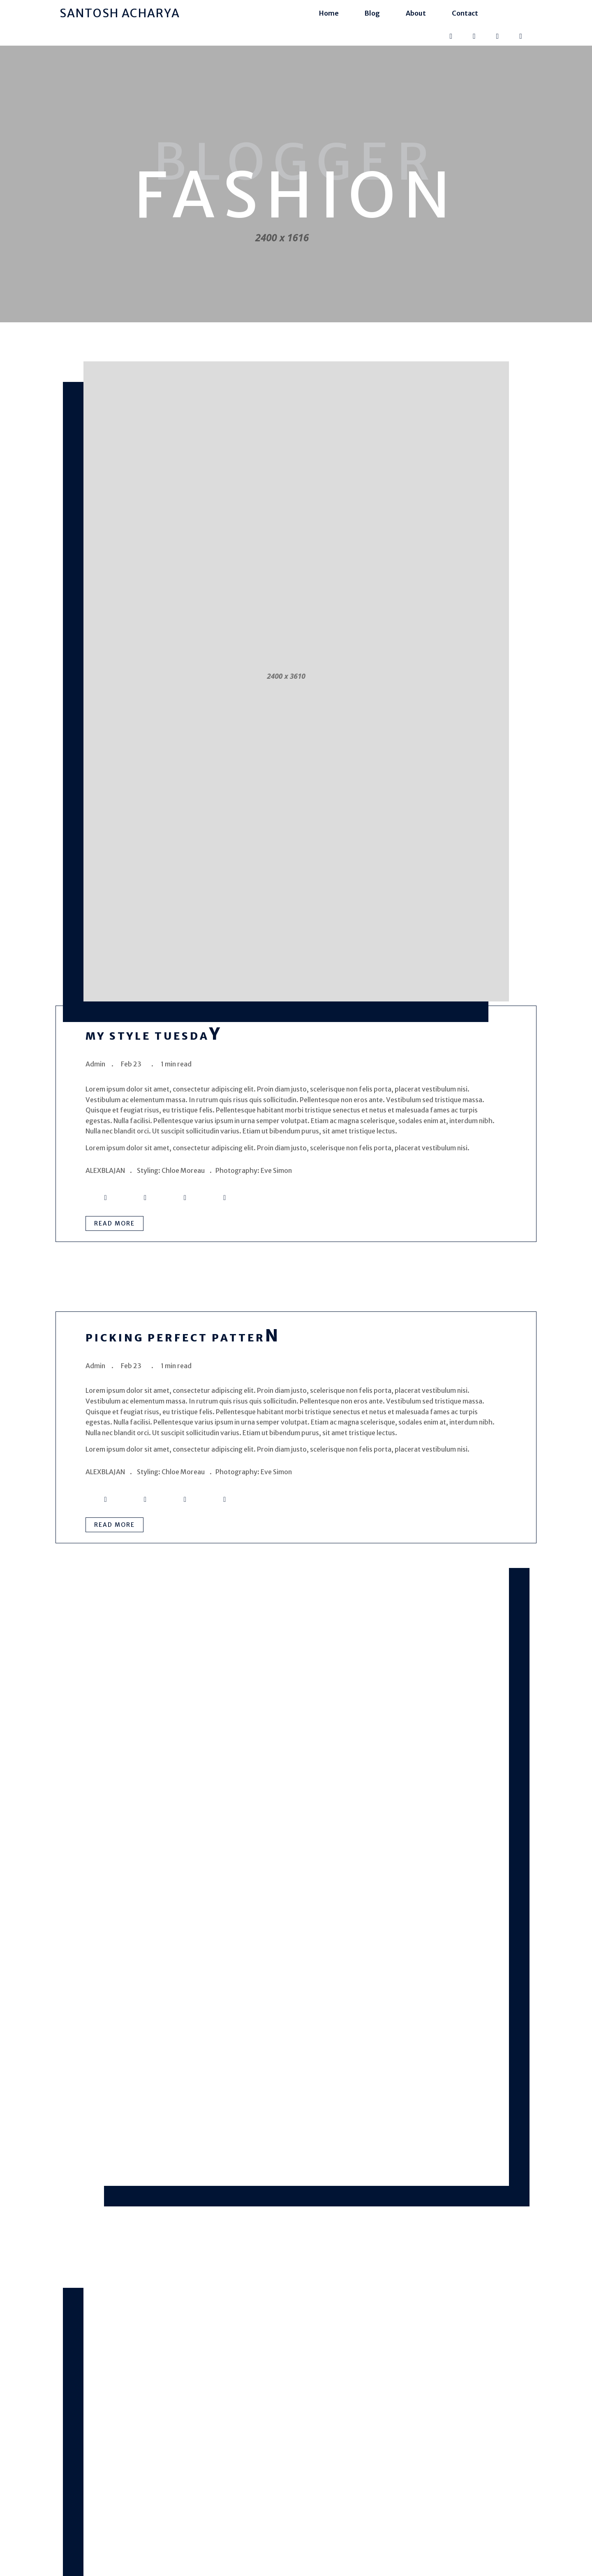 SANTOSH ACHARYA
Home Blog About Contact
BLOGGER
FASHION
2400 x 1616
2400 x 3610
MY STYLE TUESDAY
Admin . Feb 23 . 1 min read
Lorem ipsum dolor sit amet, consectetur adipiscing elit. Proin diam justo, scelerisque non felis porta, placerat vestibulum nisi.
Vestibulum ac elementum massa. In rutrum quis risus quis sollicitudin. Pellentesque non eros ante. Vestibulum sed tristique massa.
Quisque et feugiat risus, eu tristique felis. Pellentesque habitant morbi tristique senectus et netus et malesuada fames ac turpis
egestas. Nulla facilisi. Pellentesque varius ipsum in urna semper volutpat. Etiam ac magna scelerisque, sodales enim at, interdum nibh.
Nulla nec blandit orci. Ut suscipit sollicitudin varius. Etiam ut bibendum purus, sit amet tristique lectus.
Lorem ipsum dolor sit amet, consectetur adipiscing elit. Proin diam justo, scelerisque non felis porta, placerat vestibulum nisi.
ALEXBLAJAN . Styling: Chloe Moreau . Photography: Eve Simon
READ MORE
PICKING PERFECT PATTERN
Admin . Feb 23 . 1 min read
Lorem ipsum dolor sit amet, consectetur adipiscing elit. Proin diam justo, scelerisque non felis porta, placerat vestibulum nisi.
Vestibulum ac elementum massa. In rutrum quis risus quis sollicitudin. Pellentesque non eros ante. Vestibulum sed tristique massa.
Quisque et feugiat risus, eu tristique felis. Pellentesque habitant morbi tristique senectus et netus et malesuada fames ac turpis
egestas. Nulla facilisi. Pellentesque varius ipsum in urna semper volutpat. Etiam ac magna scelerisque, sodales enim at, interdum nibh.
Nulla nec blandit orci. Ut suscipit sollicitudin varius. Etiam ut bibendum purus, sit amet tristique lectus.
Lorem ipsum dolor sit amet, consectetur adipiscing elit. Proin diam justo, scelerisque non felis porta, placerat vestibulum nisi.
ALEXBLAJAN . Styling: Chloe Moreau . Photography: Eve Simon
READ MORE